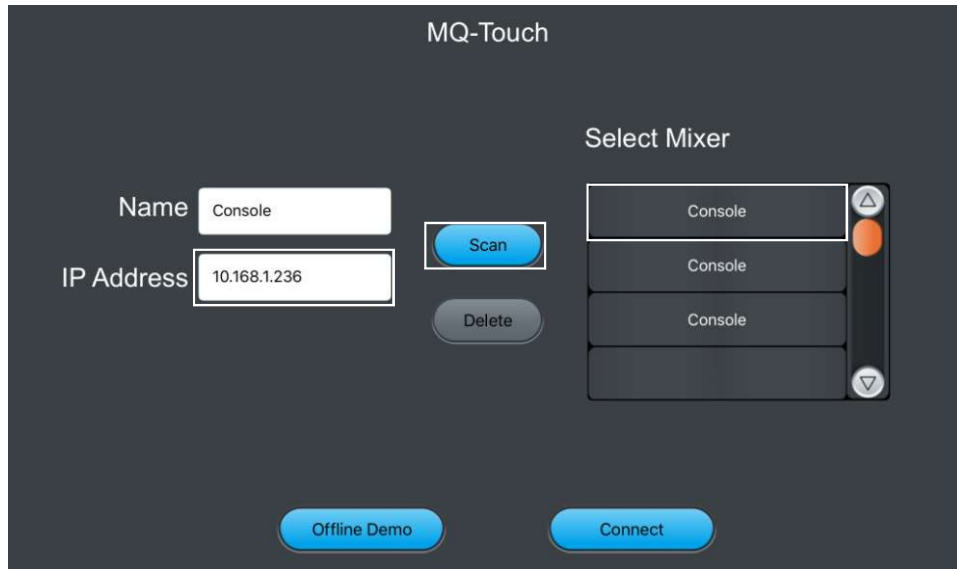 MQ-Touch
Select Mixer
Name
Console
IP Address
10.168.1.236
Scan
Delete
Console
Console
Console
Offline Demo
Connect